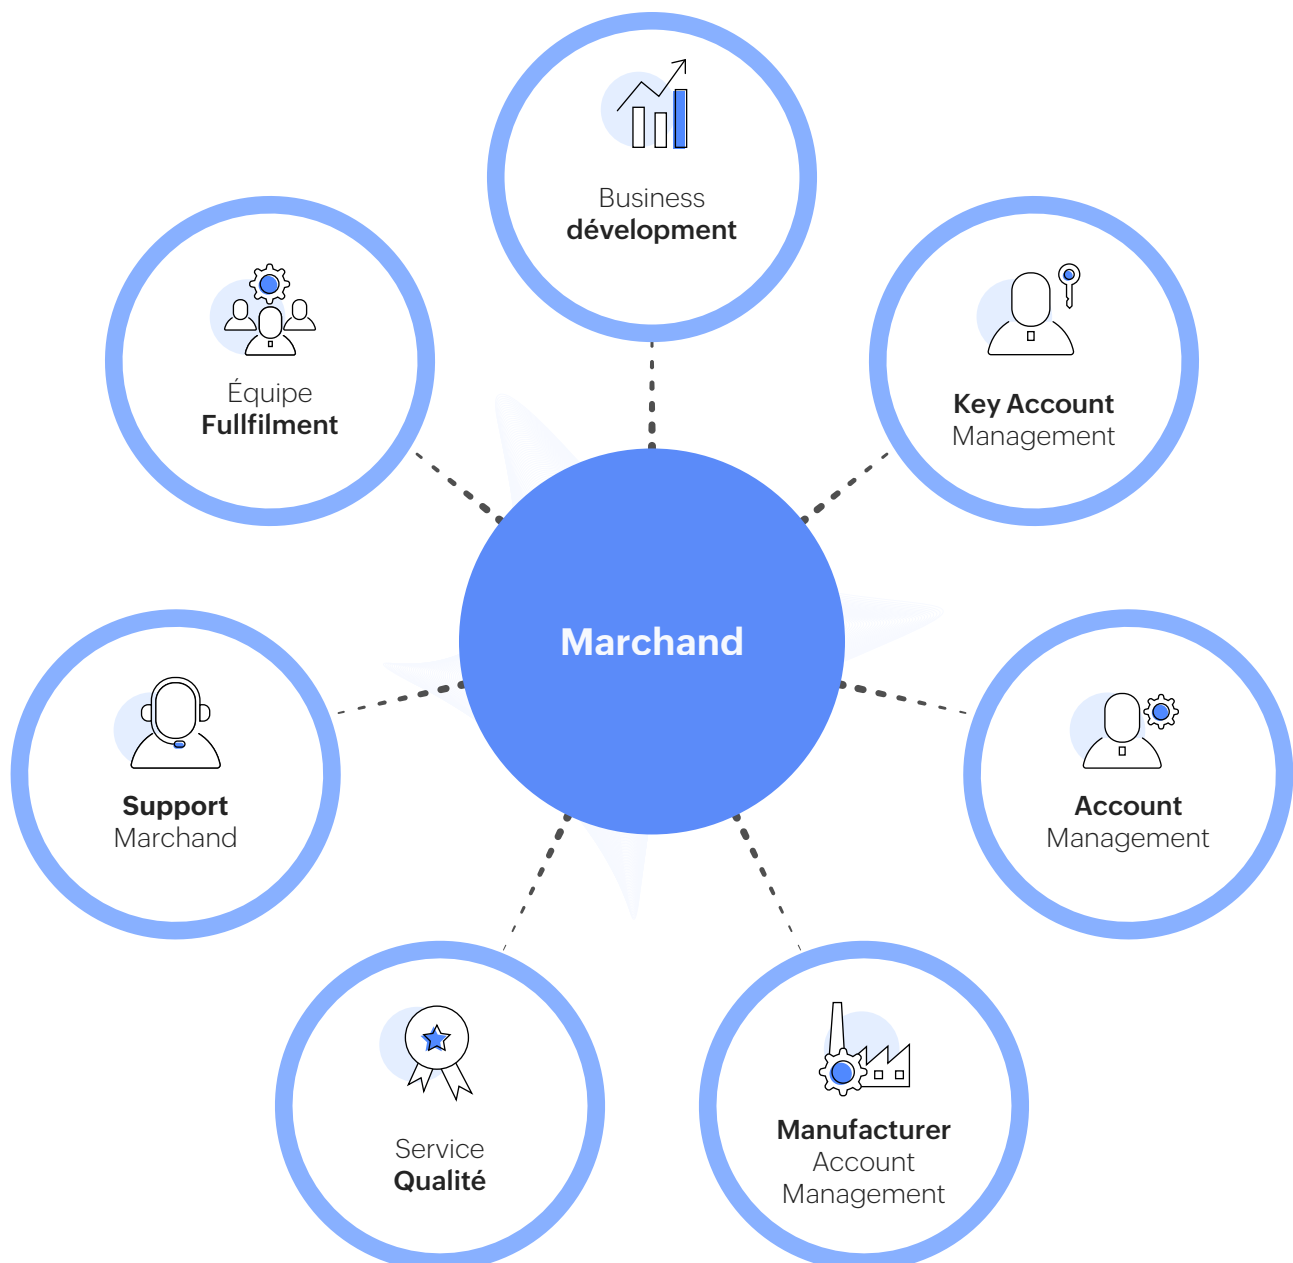 Business
dévelopment
Équipe
Fullfilment
Key Account
Management
Marchand
Support
Marchand
Account
Management
Service
Qualité
Manufacturer
Account
Management